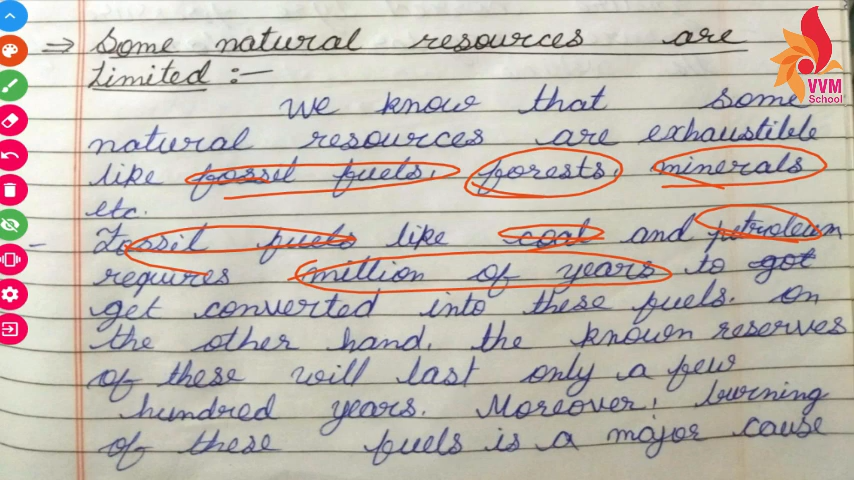 ⇒ Some natural resources are
Limited :-
VVM
School
We know that some
natural resources are exhaustible
like fossil fuels, forests, minerals
etc.
- Fossil fuels like coal and petroleum
requires million of years to got
get converted into these fuels. on
the other hand, the known reserves
of these will last only a few
hundred years. Moreover, burning
of these fuels is a major cause